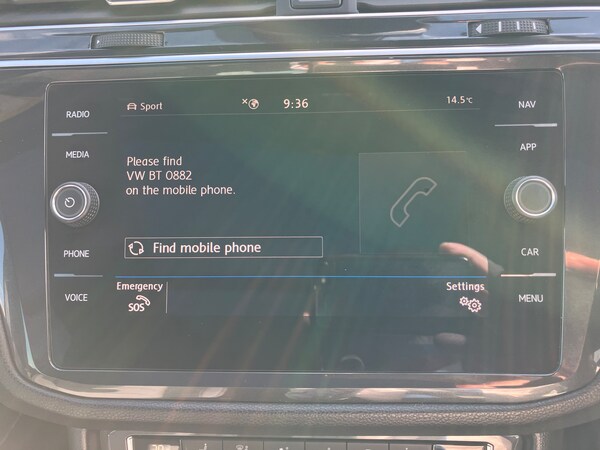 RADIO
MEDIA
PHONE
VOICE
Sport
9:36
14.5°C
Please find
VW BT 0882
on the mobile phone.
Find mobile phone
Emergency
SOS
Settings
NAV
APP
CAR
MENU